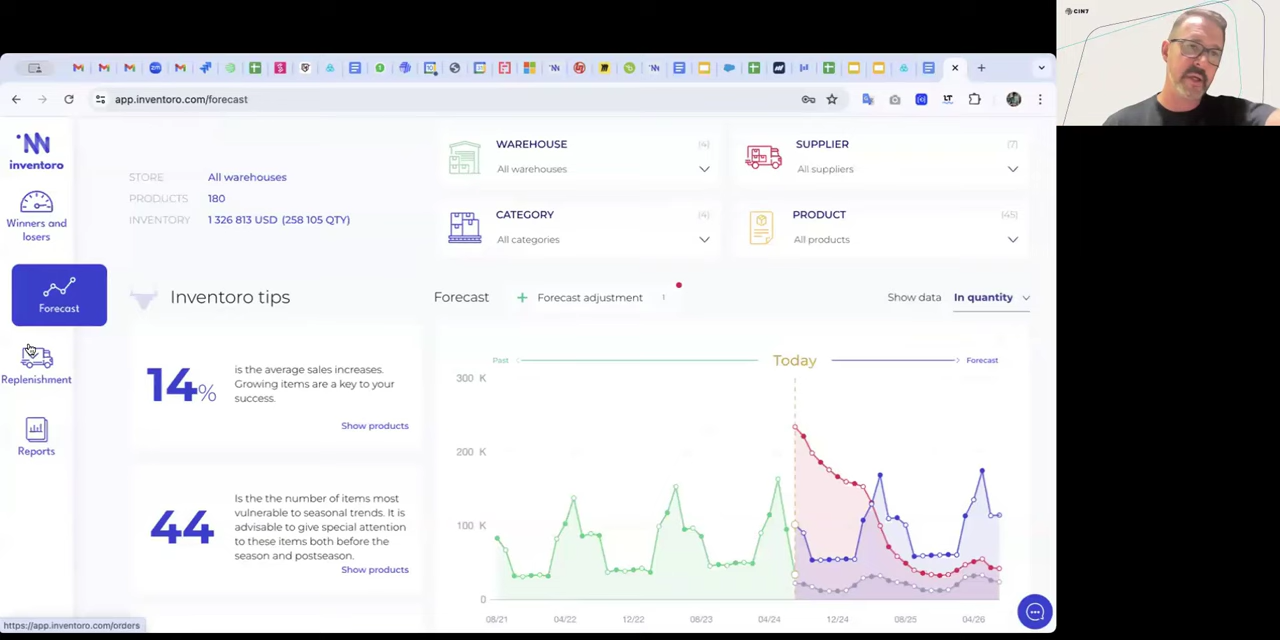 CIN7
app.inventoro.com/forecast
inventoro
Winners and
losers
Forecast
Replenishment
Reports
STORE All warehouses
PRODUCTS 180
INVENTORY 1 326 813 USD (258 105 QTY)
WAREHOUSE (4)
All warehouses
SUPPLIER (7)
All suppliers
CATEGORY (4)
All categories
PRODUCT (45)
All products
Inventoro tips
14%
is the average sales increases.
Growing items are a key to your
success.
Show products
44
Is the the number of items most
vulnerable to seasonal trends. It is
advisable to give special attention
to these items both before the
season and postseason.
Show products
Forecast
+ Forecast adjustment 1
Show data In quantity
Past Today Forecast
300 K
200 K
100 K
0
08/21 04/22 12/22 08/23 04/24 12/24 08/25 04/26
https://app.inventoro.com/orders